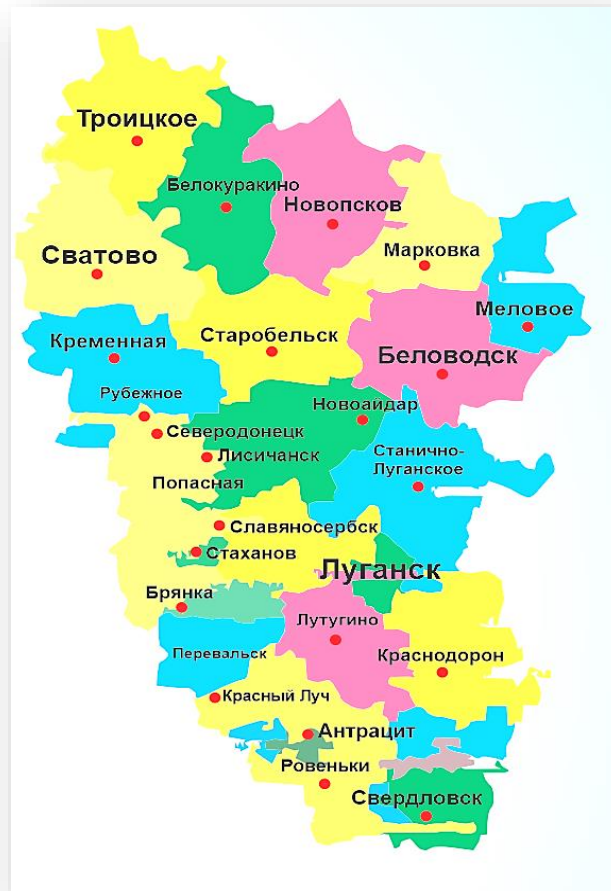 Троицкое
Белокуракино
Новопсков
Марковка
Сватово
Меловое
Старобельск
Кременная
Беловодск
Рубежное
Новоайдар
Северодонецк
Лисичанск
Станично-
Луганское
Попасная
Славяносербск
Стаханов
Луганск
Брянка
Лутугино
Перевальск
Краснодорон
Красный Луч
Антрацит
Ровеньки
Свердловск